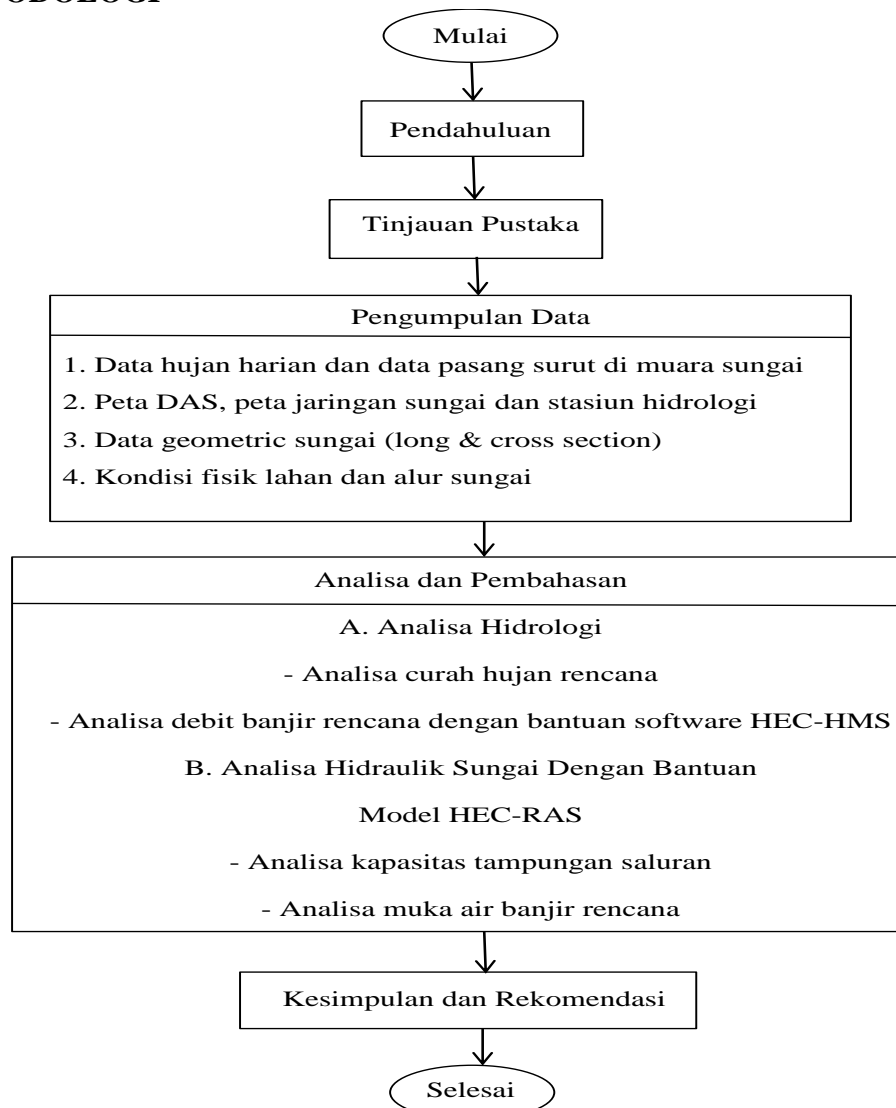 Mulai
Pendahuluan
Tinjauan Pustaka
Pengumpulan Data
1. Data hujan harian dan data pasang surut di muara sungai
2. Peta DAS, peta jaringan sungai dan stasiun hidrologi
3. Data geometric sungai (long & cross section)
4. Kondisi fisik lahan dan alur sungai
Analisa dan Pembahasan
A. Analisa Hidrologi
- Analisa curah hujan rencana
- Analisa debit banjir rencana dengan bantuan software HEC-HMS
B. Analisa Hidraulik Sungai Dengan Bantuan
Model HEC-RAS
- Analisa kapasitas tampungan saluran
- Analisa muka air banjir rencana
Kesimpulan dan Rekomendasi
Selesai